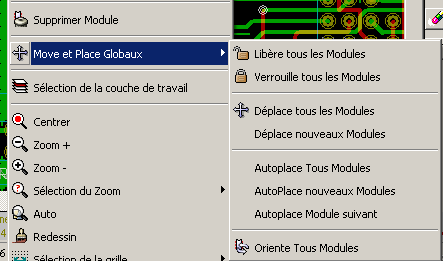 Supprimer Module
Move et Place Globaux
Sélection de la couche de travail
Centrer
Zoom +
Zoom -
Sélection du Zoom
Auto
Redessin
Sélection de la grille
Libère tous les Modules
Verrouille tous les Modules
Déplace tous les Modules
Déplace nouveaux Modules
Autoplace Tous Modules
AutoPlace nouveaux Modules
Autoplace Module suivant
Oriente Tous Modules